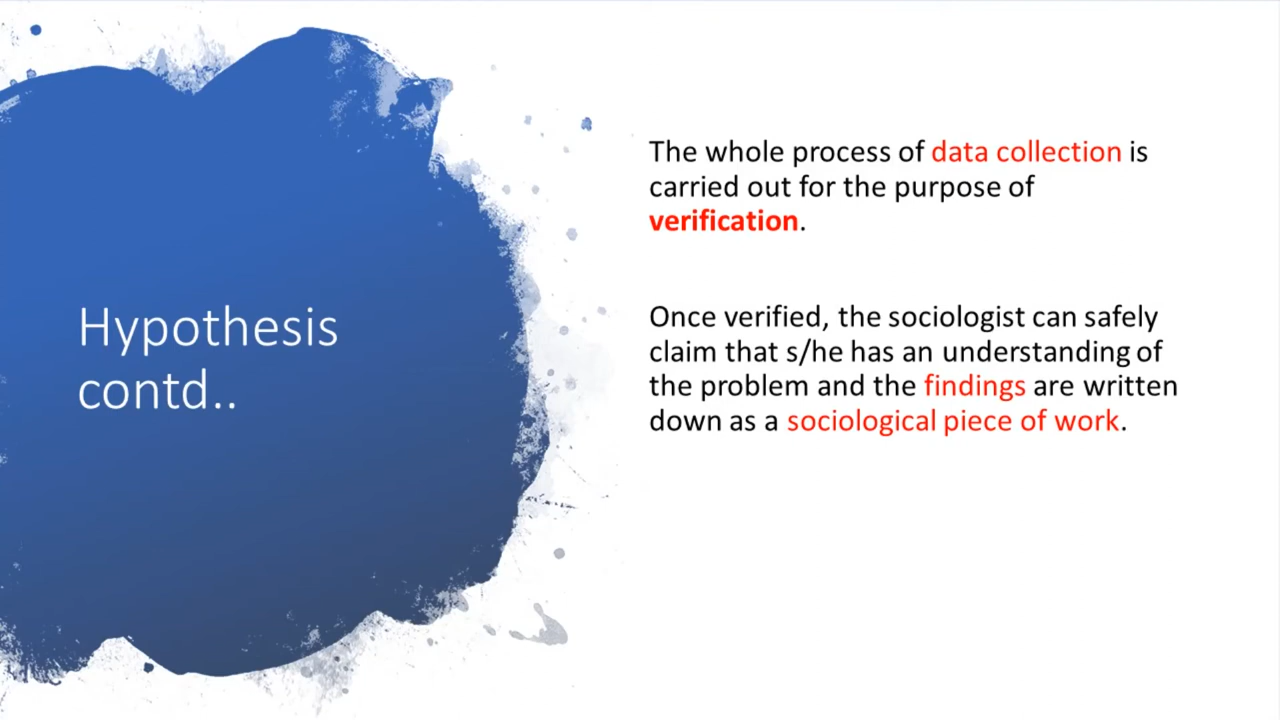 Hypothesis
contd..
The whole process of data collection is
carried out for the purpose of
verification.
Once verified, the sociologist can safely
claim that s/he has an understanding of
the problem and the findings are written
down as a sociological piece of work.